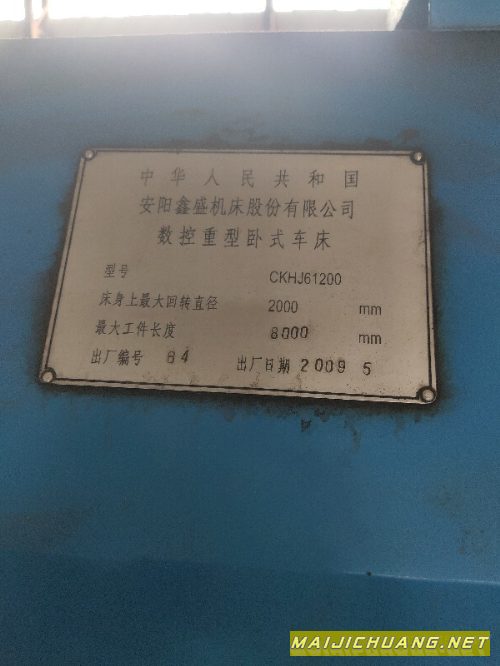 中华人民共和国
安阳鑫盛机床股份有限公司
数控重型卧式车床
型号 CKHJ61200
床身上最大回转直径 2000 mm
最大工件长度 8000 mm
出厂编号 64 出厂日期 2009 5
MAIJICHUANG.NET